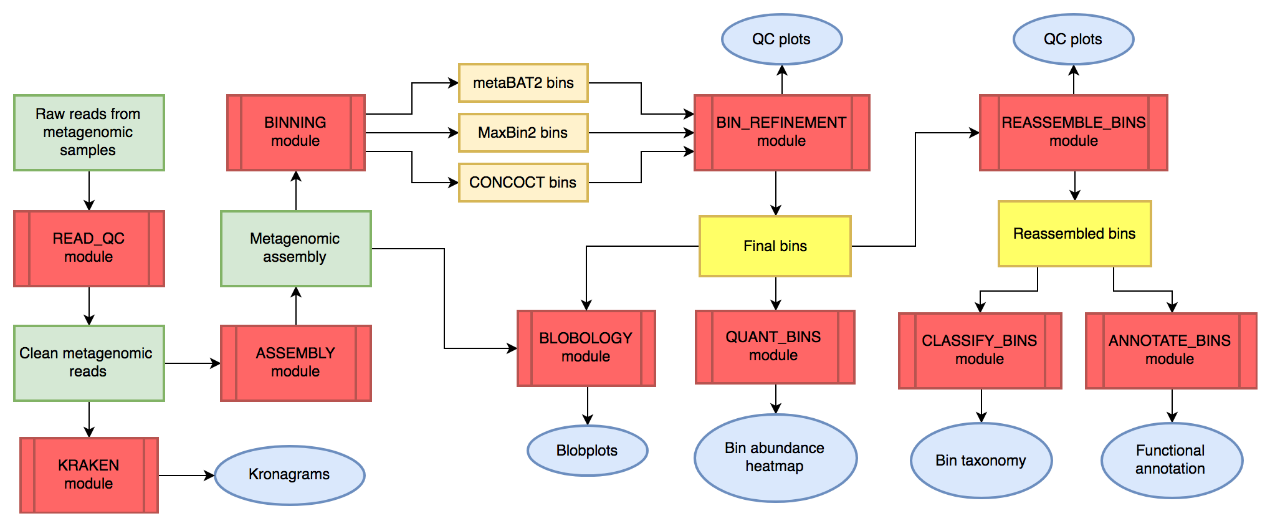 Raw reads from
metagenomic
samples
READ_QC
module
Clean metagenomic
reads
KRAKEN
module
Kronagrams
ASSEMBLY
module
Metagenomic
assembly
BINNING
module
metaBAT2 bins
MaxBin2 bins
CONCOCT bins
QC plots
BIN_REFINEMENT
module
Final bins
BLOBOLOGY
module
Blobplots
QUANT_BINS
module
Bin abundance
heatmap
QC plots
REASSEMBLE_BINS
module
Reassembled bins
CLASSIFY_BINS
module
Bin taxonomy
ANNOTATE_BINS
module
Functional
annotation